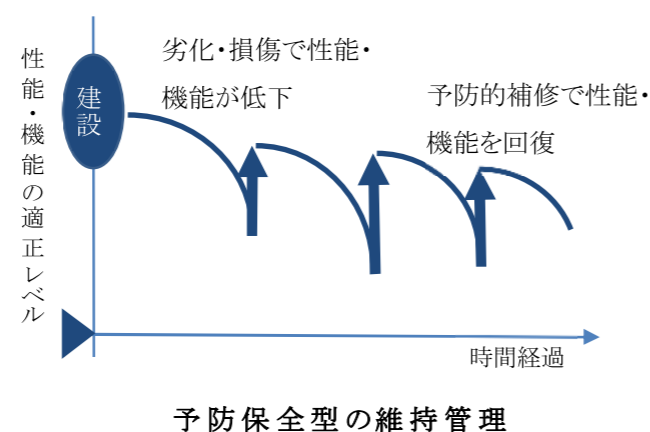 性能・機能の適正レベル
建設
劣化・損傷で性能・
機能が低下
予防的補修で性能・
機能を回復
時間経過
予防保全型の維持管理